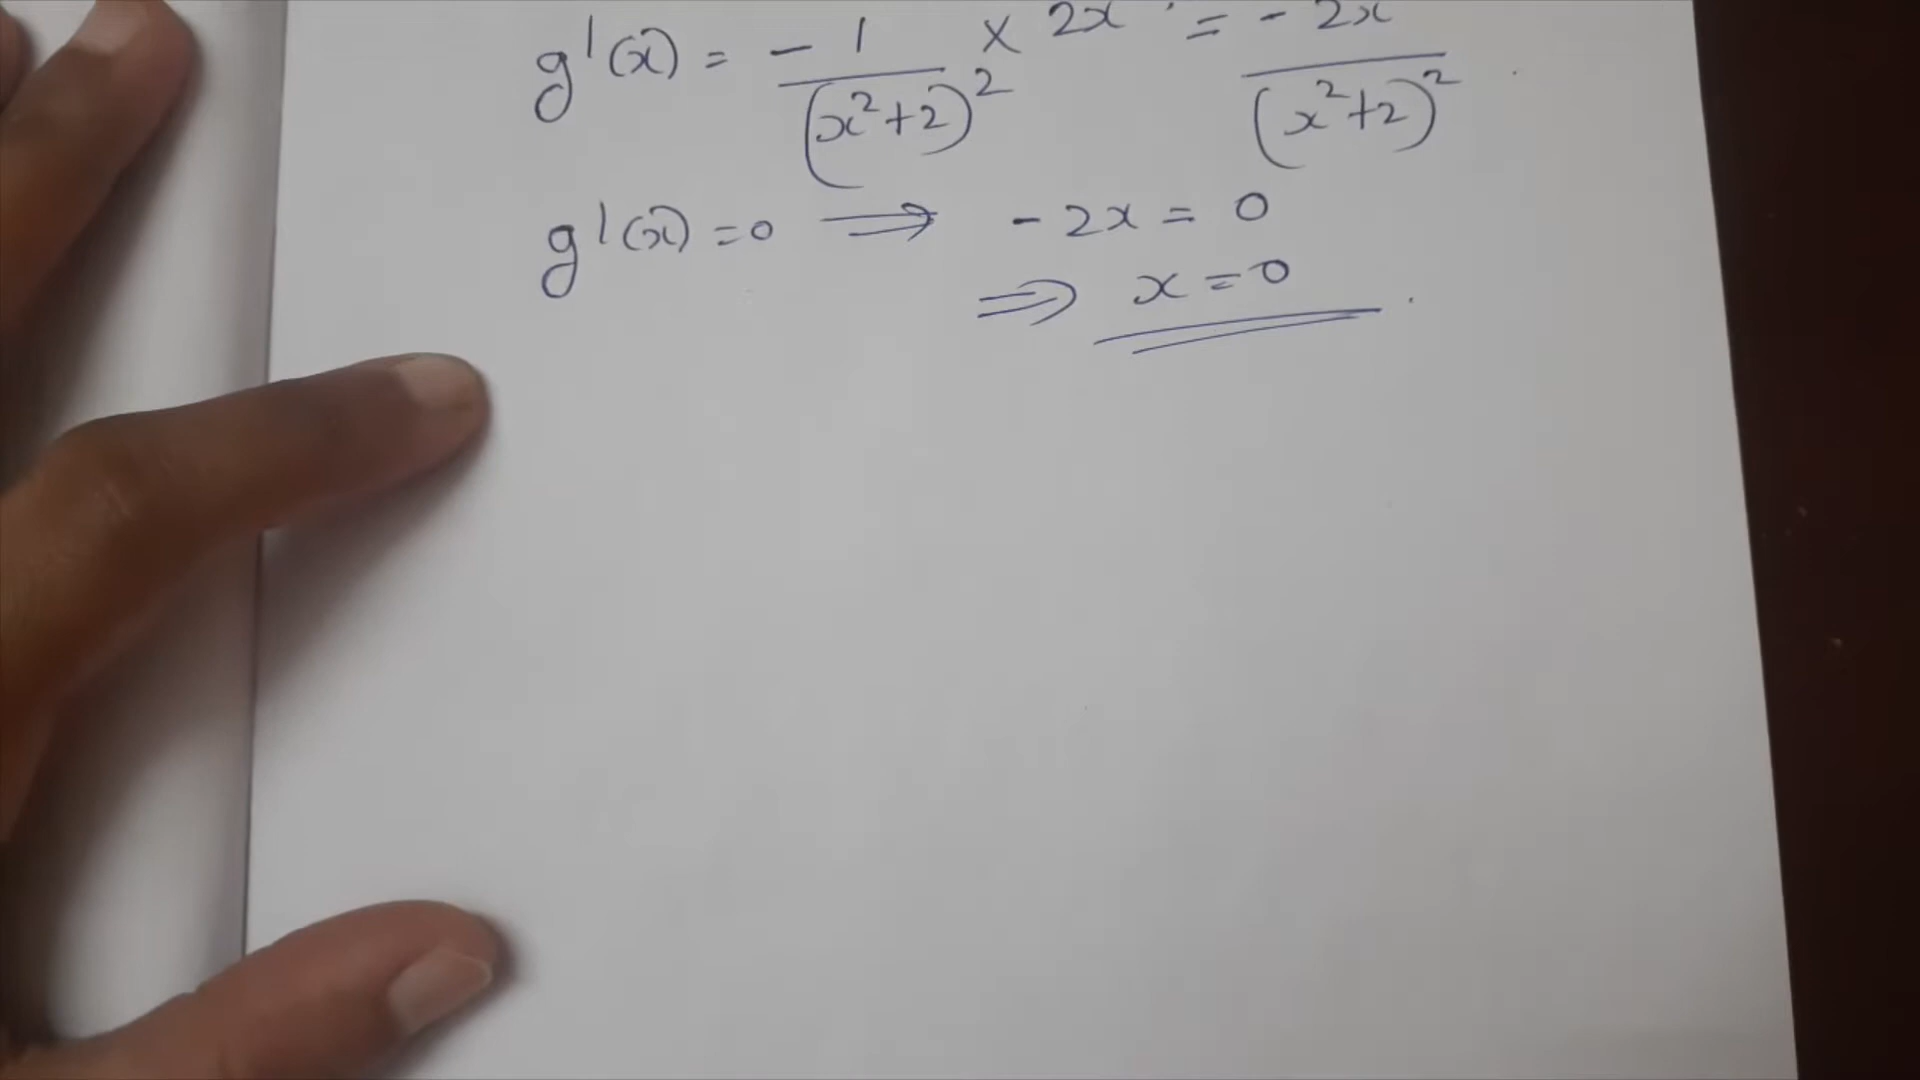 g'(x) = -1/(x²+2)² × 2x = -2x/(x²+2)².
g'(x) = 0 ⟹ -2x = 0
⟹ x = 0.